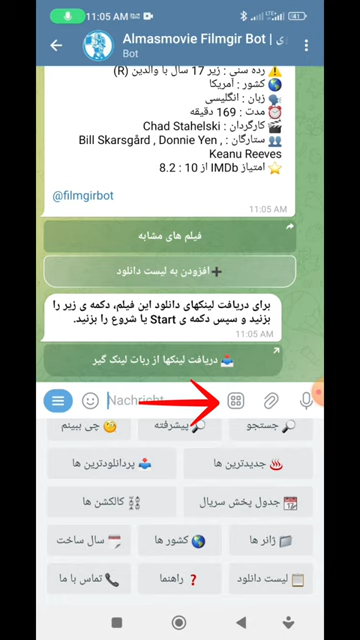 11:05 AM
Almasmovie Filmgir Bot | ی
Bot
⚠️ رده سنی : زیر 17 سال با والدین (R)
🌎 کشور : آمریکا
🗣 زبان : انگلیسی
⏰ مدت : 169 دقیقه
🎬 کارگردان : Chad Stahelski
👥 ستارگان : Bill Skarsgård , Donnie Yen ,
Keanu Reeves
⭐ امتیاز IMDb از 10 : 8.2
@filmgirbot
11:05 AM
فیلم های مشابه
➕افزودن به لیست دانلود
برای دریافت لینکهای دانلود این فیلم، دکمه ی زیر را
بزنید و سپس دکمه ی Start یا شروع را بزنید.
11:05 AM
📥 دریافت لینکها از ربات لینک گیر
Nachricht
🔎 جستجو
🔎 پیشرفته
🤔 چی ببینم
♨️ جدیدترین ها
📥 پردانلودترین ها
📆 جدول پخش سریال
⛓ کالکشن ها
📁 ژانر ها
🌎 کشور ها
🗓 سال ساخت
📋 لیست دانلود
❓ راهنما
📞 تماس با ما